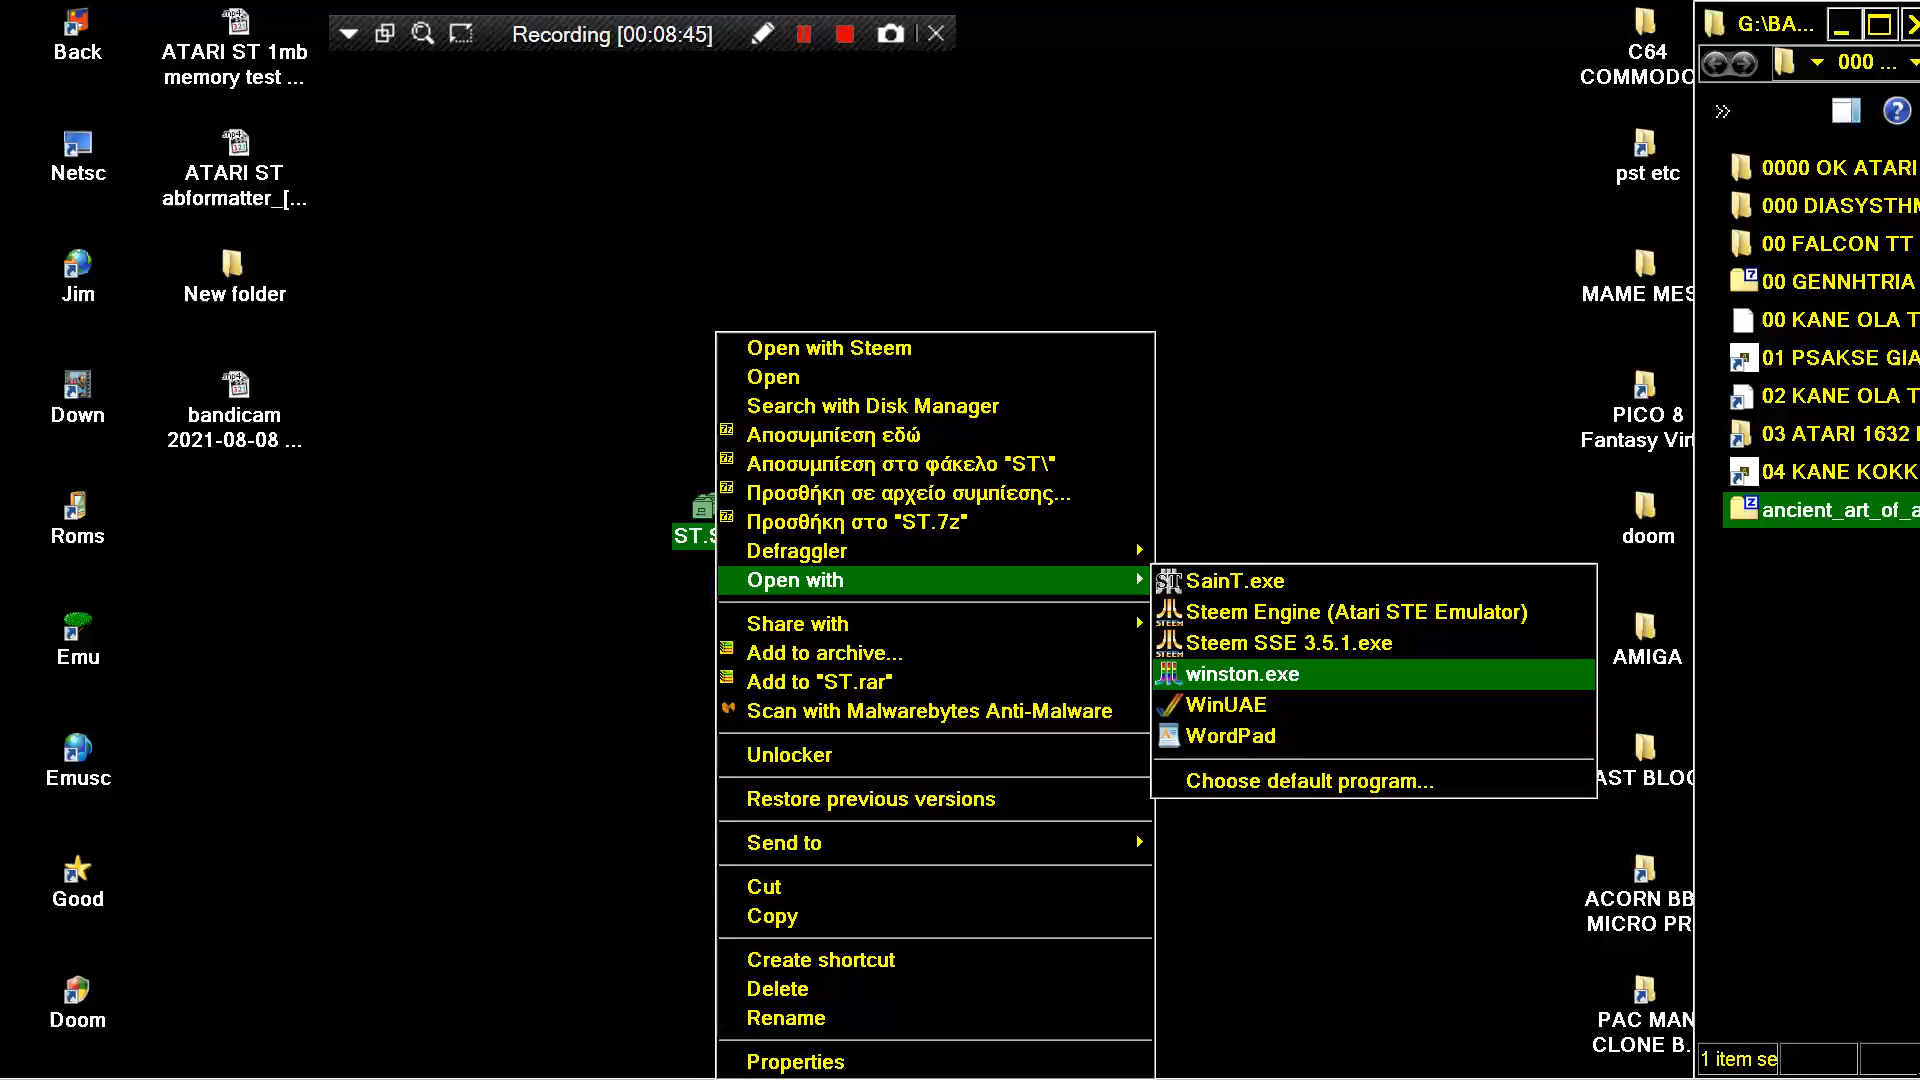 Back
ATARI ST 1mb
memory test ...
Recording [00:08:45]
C64
COMMODO
G:\BA...
000 ...
Netsc
ATARI ST
abformatter_[...
pst etc
0000 OK ATARI
000 DIASYSTHM
00 FALCON TT
00 GENNHTRIA
00 KANE OLA T
01 PSAKSE GIA
02 KANE OLA T
03 ATARI 1632
04 KANE KOKK
ancient_art_of_a
Jim
New folder
MAME MES
Down
bandicam
2021-08-08 ...
PICO 8
Fantasy Virt
Roms
ST.S
doom
Open with Steem
Open
Search with Disk Manager
Αποσυμπίεση εδώ
Αποσυμπίεση στο φάκελο "ST\"
Προσθήκη σε αρχείο συμπίεσης...
Προσθήκη στο "ST.7z"
Defraggler
Open with
Share with
Add to archive...
Add to "ST.rar"
Scan with Malwarebytes Anti-Malware
Unlocker
Restore previous versions
Send to
Cut
Copy
Create shortcut
Delete
Rename
Properties
SainT.exe
Steem Engine (Atari STE Emulator)
Steem SSE 3.5.1.exe
winston.exe
WinUAE
WordPad
Choose default program...
Emu
AMIGA
Emusc
AST BLOC
Good
ACORN BB
MICRO PR
Doom
PAC MAN
CLONE B.
1 item se